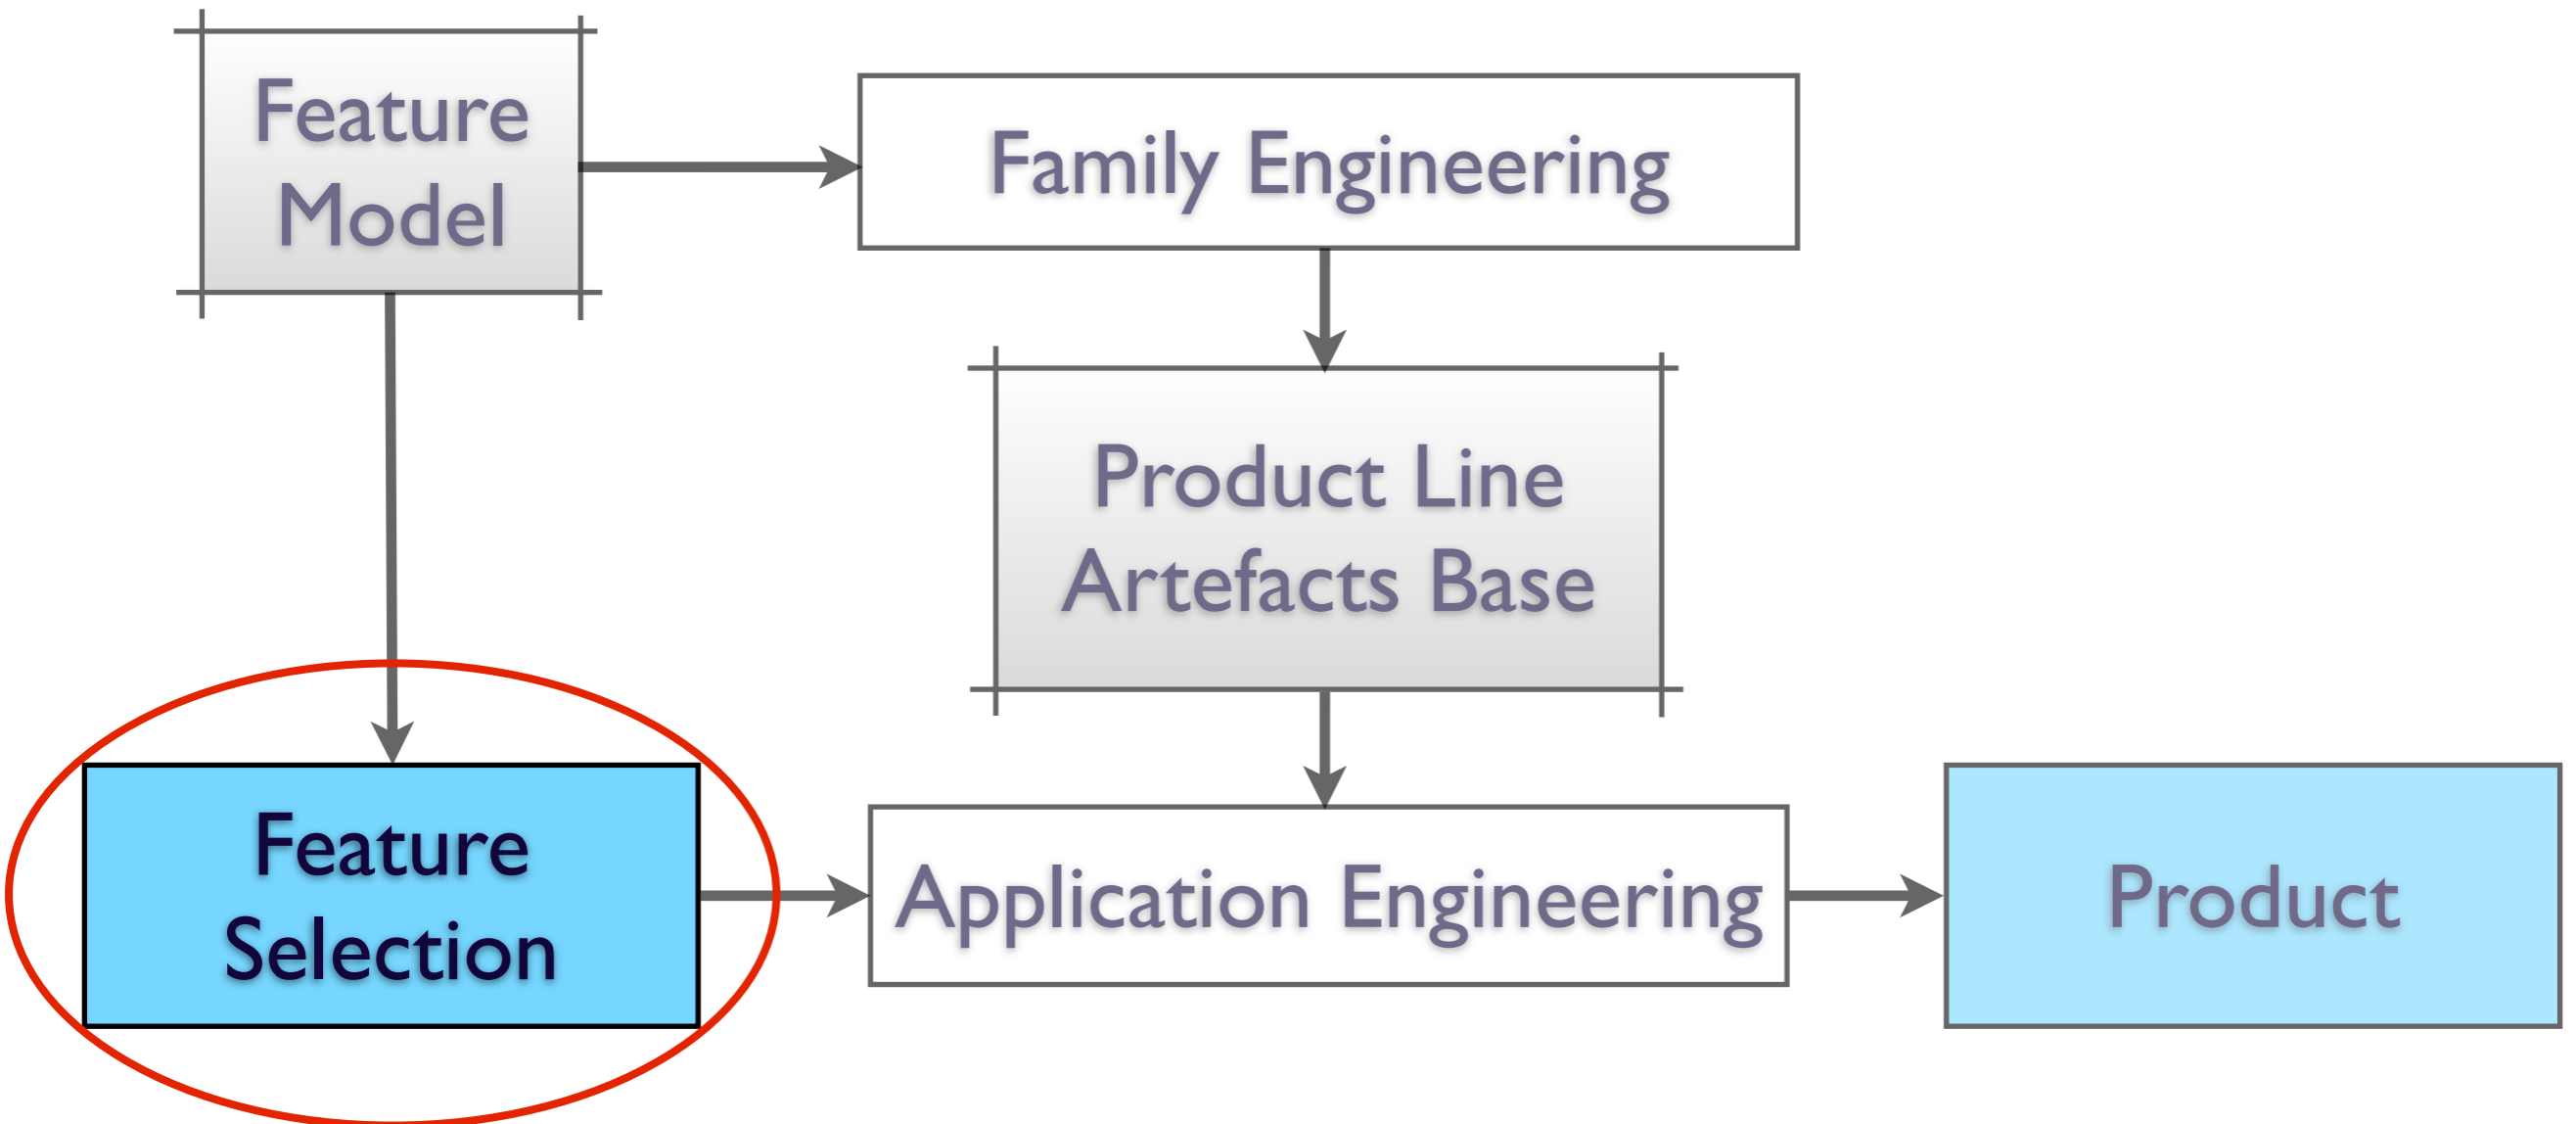 Feature
Model
Family Engineering
Product Line
Artefacts Base
Feature
Selection
Application Engineering
Product